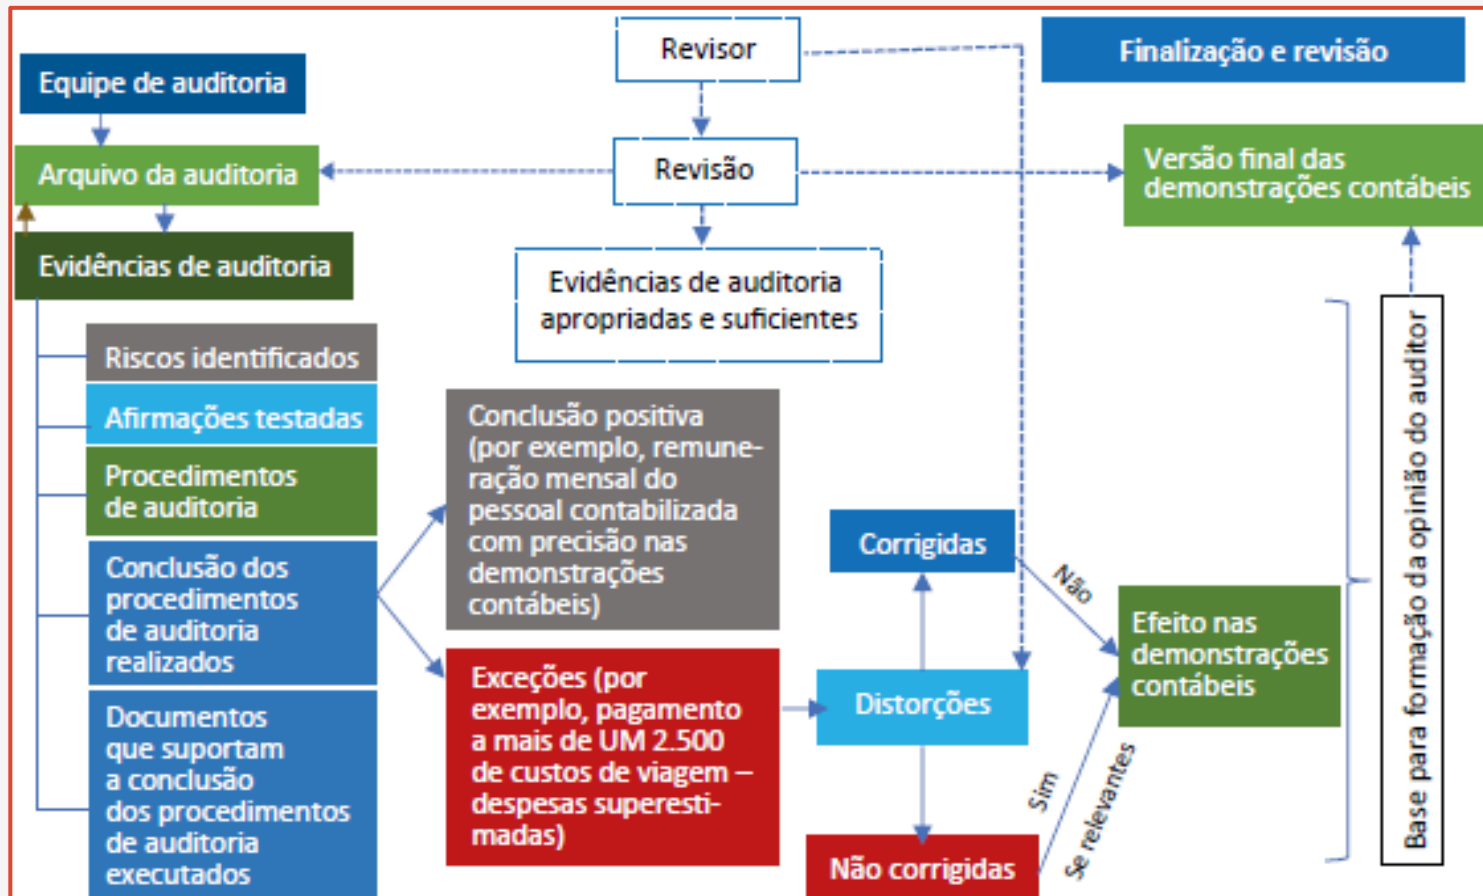 Revisor
Finalização e revisão
Equipe de auditoria
Arquivo da auditoria
Revisão
Versão final das
demonstrações contábeis
Evidências de auditoria
Evidências de auditoria
apropriadas e suficientes
Riscos identificados
Afirmações testadas
Procedimentos
de auditoria
Conclusão dos
procedimentos
de auditoria
realizados
Documentos
que suportam
a conclusão
dos procedimentos
de auditoria
executados
Conclusão positiva
(por exemplo, remune-
ração mensal do
pessoal contabilizada
com precisão nas
demonstrações
contábeis)
Exceções (por
exemplo, pagamento
a mais de UM 2.500
de custos de viagem –
despesas superesti-
madas)
Corrigidas
Distorções
Não corrigidas
Não
Sim
Se relevantes
Efeito nas
demonstrações
contábeis
Base para formação da opinião do auditor